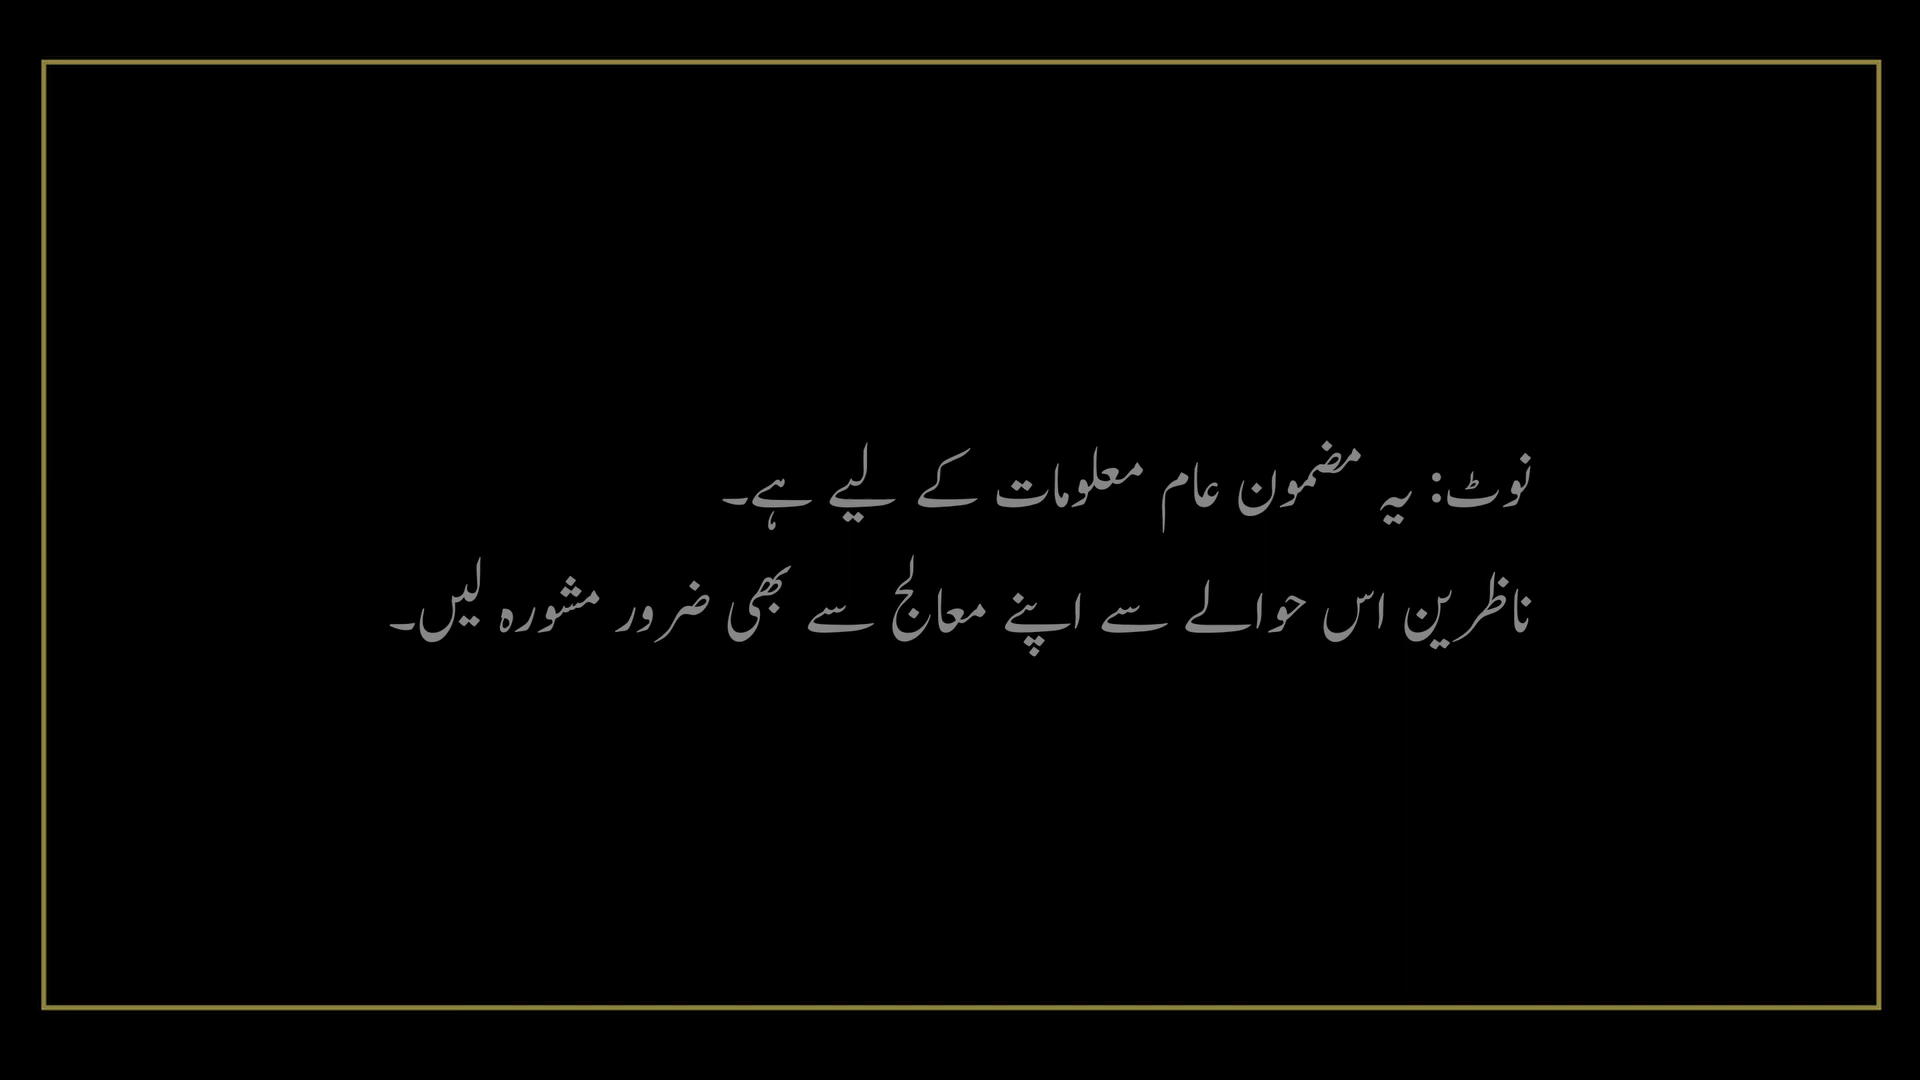 نوٹ: یہ مضمون عام معلومات کے لیے ہے۔
ناظرین اس حوالے سے اپنے معالج سے بھی ضرور مشورہ لیں۔